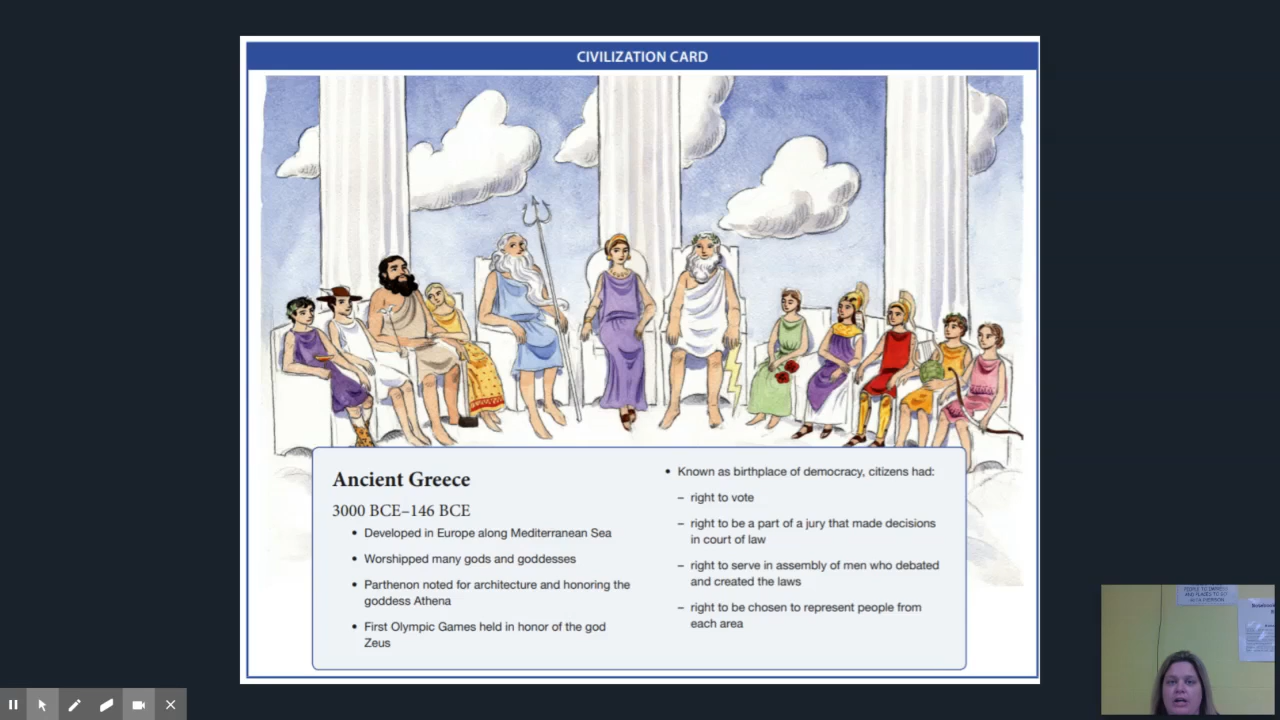 CIVILIZATION CARD
Ancient Greece
3000 BCE–146 BCE
• Developed in Europe along Mediterranean Sea
• Worshipped many gods and goddesses
• Parthenon noted for architecture and honoring the
goddess Athena
• First Olympic Games held in honor of the god
Zeus
• Known as birthplace of democracy, citizens had:
– right to vote
– right to be a part of a jury that made decisions
in court of law
– right to serve in assembly of men who debated
and created the laws
– right to be chosen to represent people from
each area